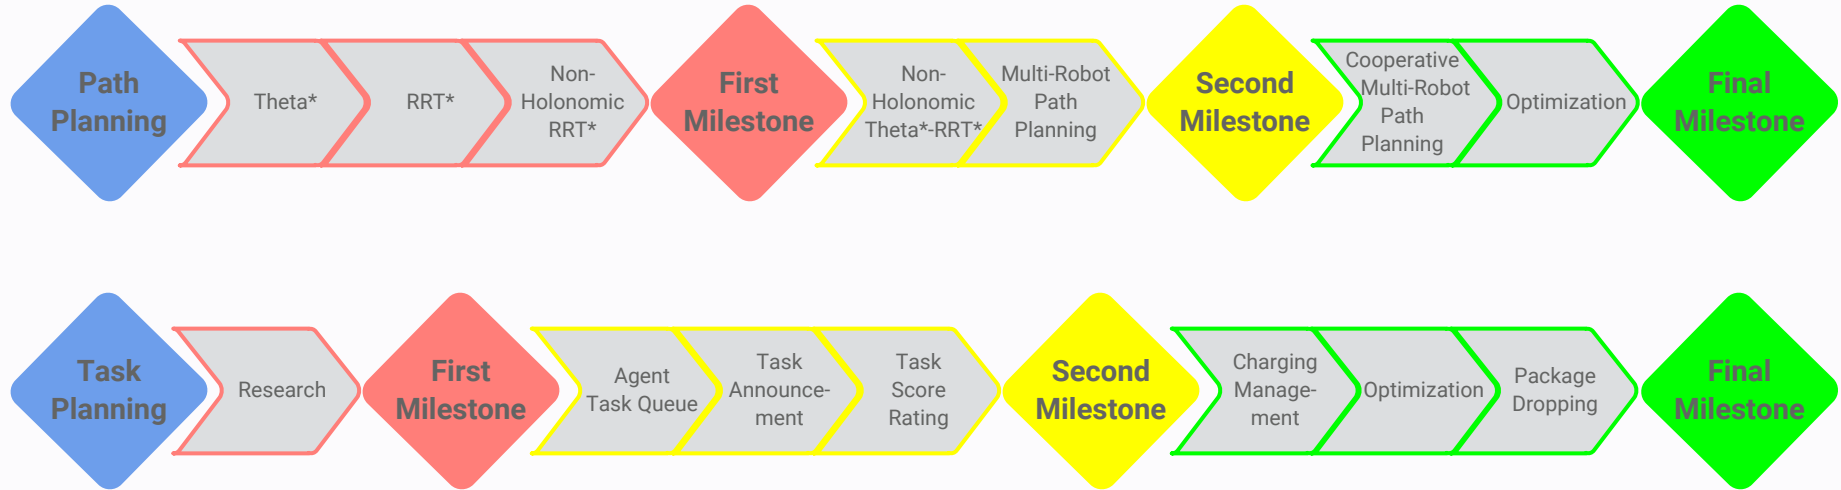 Path
Planning
Theta*
RRT*
Non-
Holonomic
RRT*
First
Milestone
Non-
Holonomic
Theta*-RRT*
Multi-Robot
Path
Planning
Second
Milestone
Cooperative
Multi-Robot
Path
Planning
Optimization
Final
Milestone
Task
Planning
Research
First
Milestone
Agent
Task Queue
Task
Announce-
ment
Task
Score
Rating
Second
Milestone
Charging
Manage-
ment
Optimization
Package
Dropping
Final
Milestone